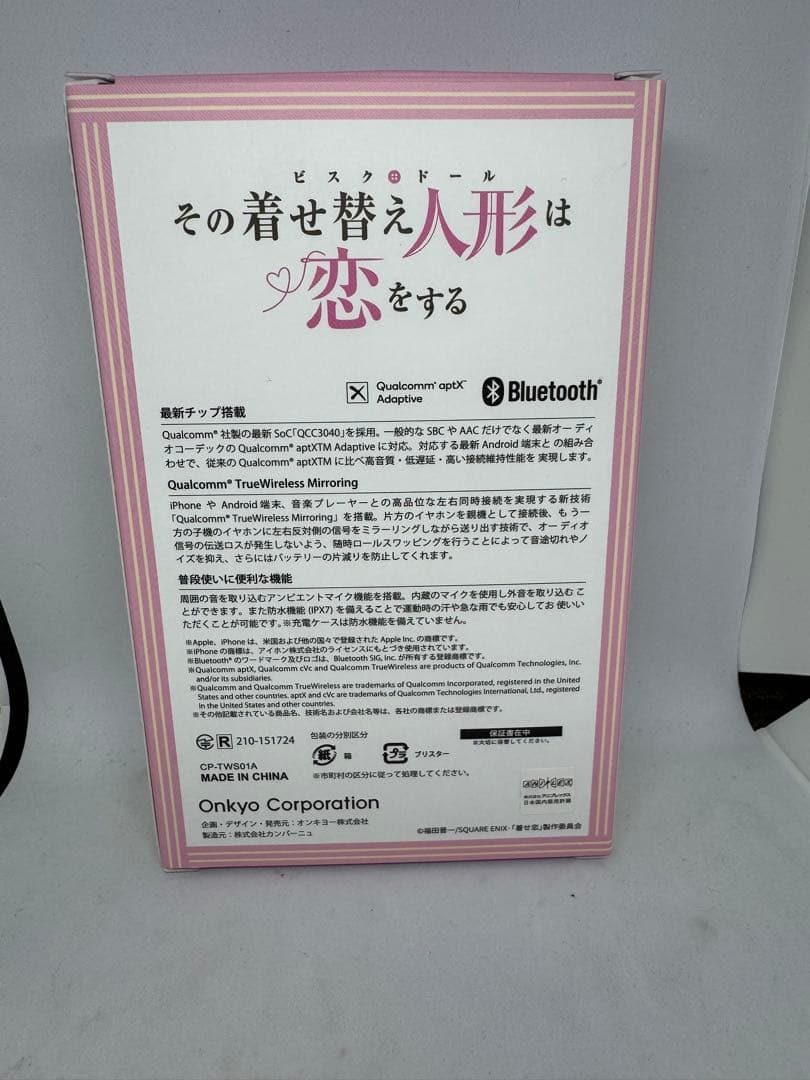 ビスク・ドール
その着せ替え人形は
恋をする
Qualcomm® aptX™
Adaptive
Bluetooth®
最新チップ搭載
Qualcomm® 社製の最新 SoC「QCC3040」を採用。一般的な SBC や AAC だけでなく最新オー ディ
オコーデックの Qualcomm® aptXTM Adaptive に対応。対応する最新 Android 端末と の組み合
わせで、従来の Qualcomm® aptXTM に比べ高音質・低遅延・高い接続維持性能を 実現します。
Qualcomm® TrueWireless Mirroring
iPhone や Android 端末、音楽プレーヤーとの高品位な左右同時接続を実現する新技術
「Qualcomm® TrueWireless Mirroring」を搭載。片方のイヤホンを親機として接続後、もう一
方の子機のイヤホンに左右反対側の信号をミラーリングしながら送り出す技術で、オー ディオ
信号の伝送ロスが発生しないよう、随時ロールスワッピングを行うことによって音途切れやノ
イズを抑え、さらにはバッテリーの片減りを防止してくれます。
普段使いに便利な機能
周囲の音を取り込むアンビエントマイク機能を搭載。内蔵のマイクを使用し外音を取り込む こ
とができます。また防水機能 (IPX7) を備えることで運動時の汗や急な雨でも安心してお 使いい
ただくことが可能です。※充電ケースは防水機能を備えていません。
※Apple、iPhone は、米国および他の国々で登録された Apple Inc. の商標です。
※iPhone の商標は、アイホン株式会社のライセンスにもとづき使用されています。
※Bluetooth® のワードマーク及びロゴは、Bluetooth SIG, Inc. が所有する登録商標です。
※Qualcomm aptX, Qualcomm cVc and Qualcomm TrueWireless are products of Qualcomm Technologies, Inc.
and/or its subsidiaries.
※Qualcomm and Qualcomm TrueWireless are trademarks of Qualcomm Incorporated, registered in the United
States and other countries. aptX and cVc are trademarks of Qualcomm Technologies International, Ltd., registered
in the United States and other countries.
※その他記載されている商品名、技術名および会社名等は、各社の商標または登録商標です。
R 210-151724
包装の分別区分
紙 箱
プラ ブリスター
保証書在中
※大切に保管してください。
CP-TWS01A
MADE IN CHINA
※市町村の区分に従って処理してください。
Onkyo Corporation
企画・デザイン・発売元：オンキヨー株式会社
製造元：株式会社カンパーニュ
株式会社アニプレックス
日本国内販売許諾
©福田晋一/SQUARE ENIX・「着せ恋」製作委員会